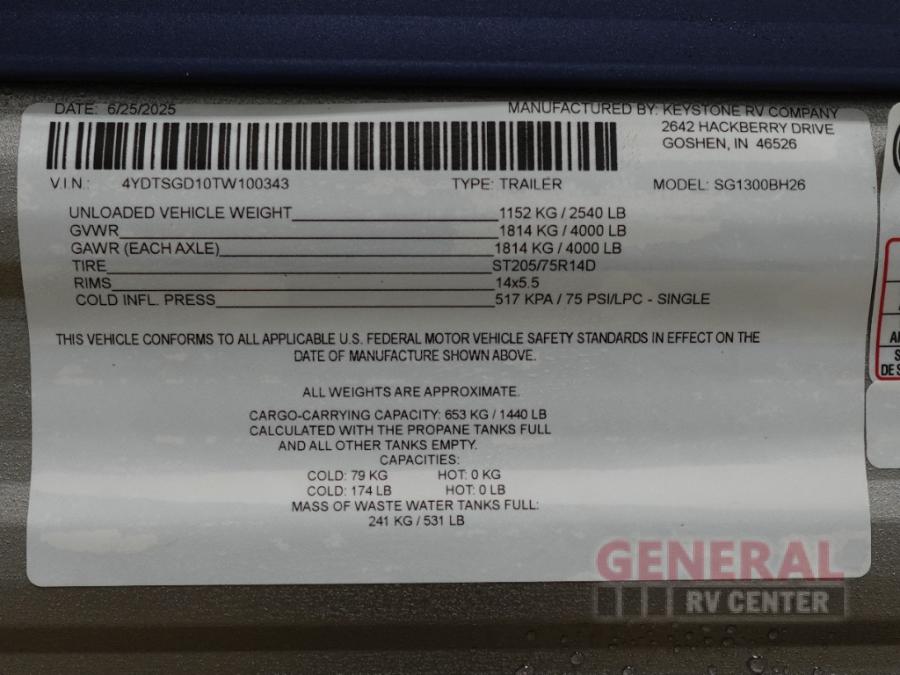 DATE: 6/25/2025 MANUFACTURED BY: KEYSTONE RV COMPANY
2642 HACKBERRY DRIVE
GOSHEN, IN 46526
V.I.N.: 4YDTSGD10TW100343 TYPE: TRAILER MODEL: SG1300BH26
UNLOADED VEHICLE WEIGHT 1152 KG / 2540 LB
GVWR 1814 KG / 4000 LB
GAWR (EACH AXLE) 1814 KG / 4000 LB
TIRE ST205/75R14D
RIMS 14x5.5
COLD INFL. PRESS 517 KPA / 75 PSI/LPC - SINGLE
THIS VEHICLE CONFORMS TO ALL APPLICABLE U.S. FEDERAL MOTOR VEHICLE SAFETY STANDARDS IN EFFECT ON THE
DATE OF MANUFACTURE SHOWN ABOVE.
ALL WEIGHTS ARE APPROXIMATE.
CARGO-CARRYING CAPACITY: 653 KG / 1440 LB
CALCULATED WITH THE PROPANE TANKS FULL
AND ALL OTHER TANKS EMPTY.
CAPACITIES:
COLD: 79 KG HOT: 0 KG
COLD: 174 LB HOT: 0 LB
MASS OF WASTE WATER TANKS FULL:
241 KG / 531 LB
GENERAL
RV CENTER